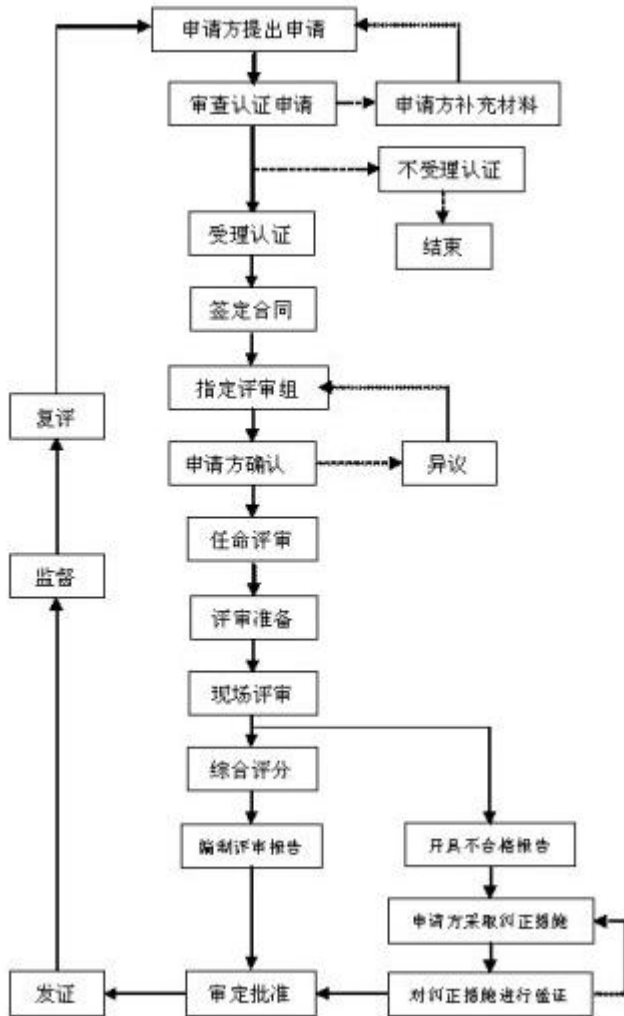 申请方提出申请
审查认证申请
申请方补充材料
不受理认证
受理认证
结束
签定合同
指定评审组
复评
申请方确认
异议
任命评审
监督
评审准备
现场评审
综合评分
编制评审报告
开具不合格报告
申请方采取纠正措施
发证
审定批准
对纠正措施进行验证